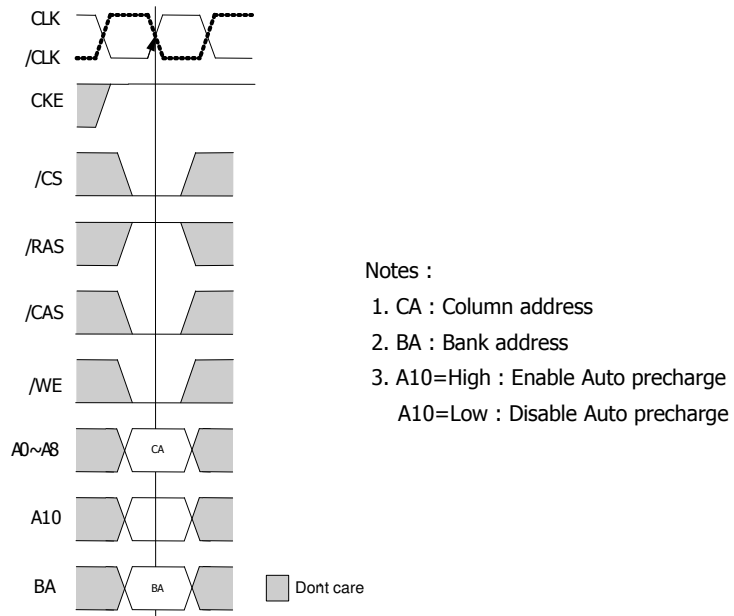 CLK
/CLK
CKE
/CS
/RAS
/CAS
/WE
A0~A8
CA
A10
BA
BA
Dont care
Notes :
1. CA : Column address
2. BA : Bank address
3. A10=High : Enable Auto precharge
A10=Low : Disable Auto precharge